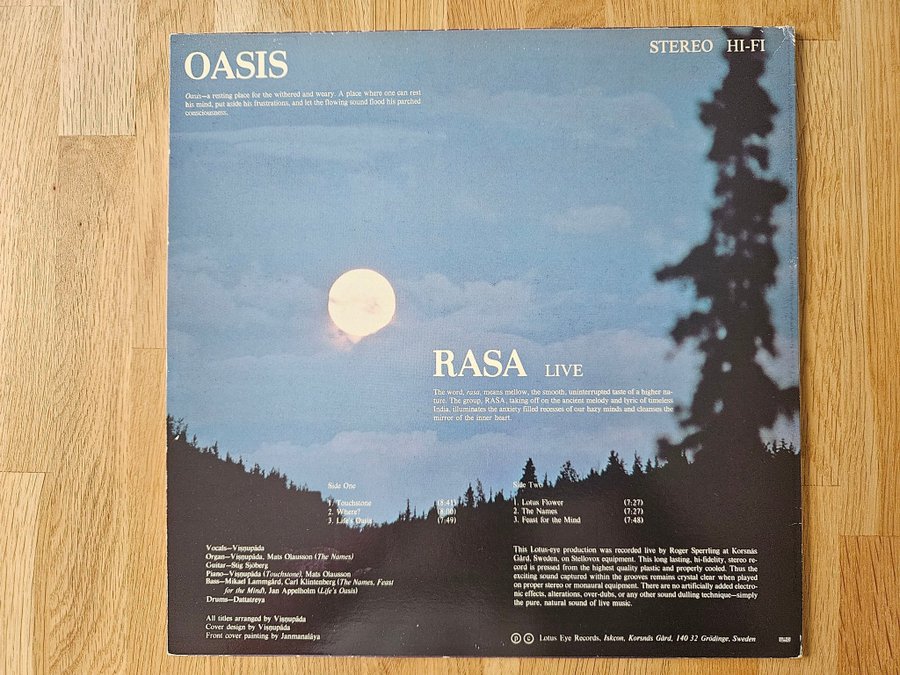 OASIS
STEREO HI-FI
Oasis—a resting place for the withered and weary. A place where one can rest
his mind, put aside his frustrations, and let the flowing sound flood his parched
consciousness.
RASA LIVE
The word, rasa, means mellow, the smooth, uninterrupted taste of a higher na-
ture. The group, RASA, taking off on the ancient melody and lyric of timeless
India, illuminates the anxiety filled recesses of our hazy minds and cleanses the
mirror of the inner heart.
Side One
1. Touchstone (8:41)
2. Where? (8:00)
3. Life's Oasis (7:49)
Side Two
1. Lotus Flower (7:27)
2. The Names (7:27)
3. Feast for the Mind (7:48)
Vocals—Viṣṇupāda
Organ—Viṣṇupāda, Mats Olausson (The Names)
Guitar—Stig Sjöberg
Piano—Viṣṇupāda (Touchstone), Mats Olausson
Bass—Mikael Lammgård, Carl Klintenberg (The Names, Feast
for the Mind), Jan Appelholm (Life's Oasis)
Drums—Dattatreya
All titles arranged by Viṣṇupāda
Cover design by Viṣṇupāda
Front cover painting by Janmanalāya
This Lotus-eye production was recorded live by Roger Sperrling at Korsnäs
Gård, Sweden, on Stellovox equipment. This long lasting, hi-fidelity, stereo re-
cord is pressed from the highest quality plastic and properly cooled. Thus the
exciting sound captured within the grooves remains crystal clear when played
on proper stereo or monaural equipment. There are no artificially added electro-
nic effects, alterations, over-dubs, or any other sound dulling technique—simply
the pure, natural sound of live music.
Ⓟ Ⓒ Lotus Eye Records, Iskcon, Korsnäs Gård, 140 32 Grödinge, Sweden